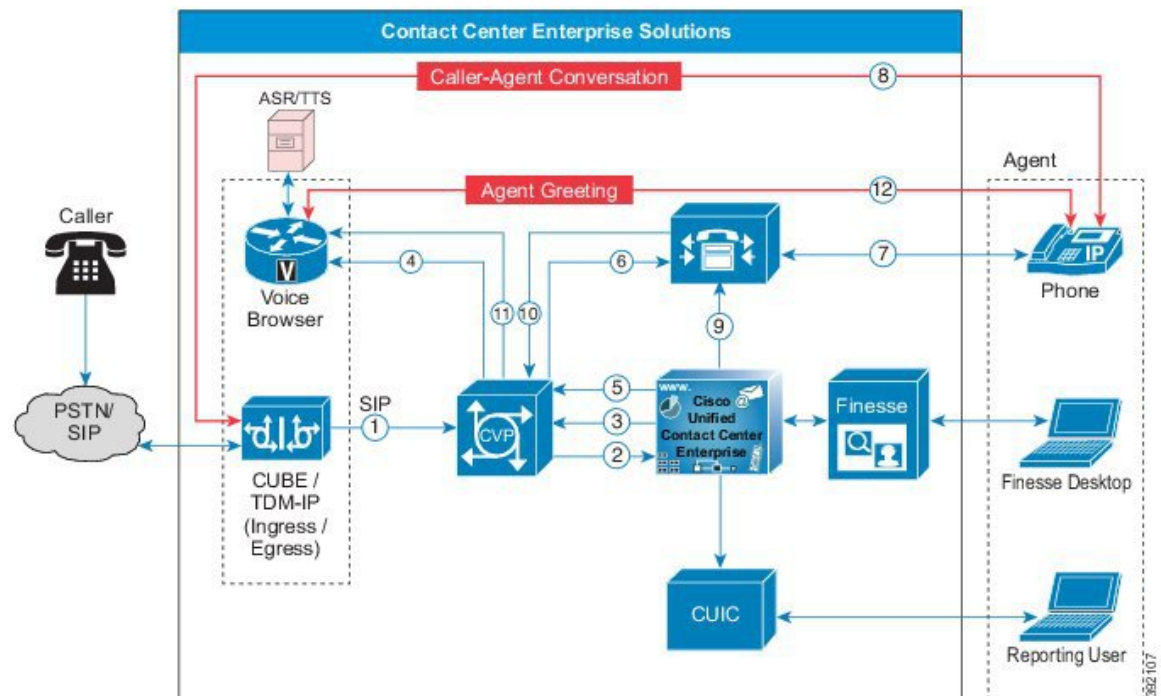 Contact Center Enterprise Solutions
Caller-Agent Conversation
8
ASR/TTS
Agent
Agent Greeting
12
Caller
4
6
7
IP
V
Voice
Browser
Phone
11
10
9
PSTN/
SIP
SIP
1
CVP
5
3
2
www.
Cisco @
Unified
Contact Center
Enterprise
Finesse
CUBE /
TDM-IP
(Ingress /
Egress)
Finesse Desktop
CUIC
Reporting User
392107